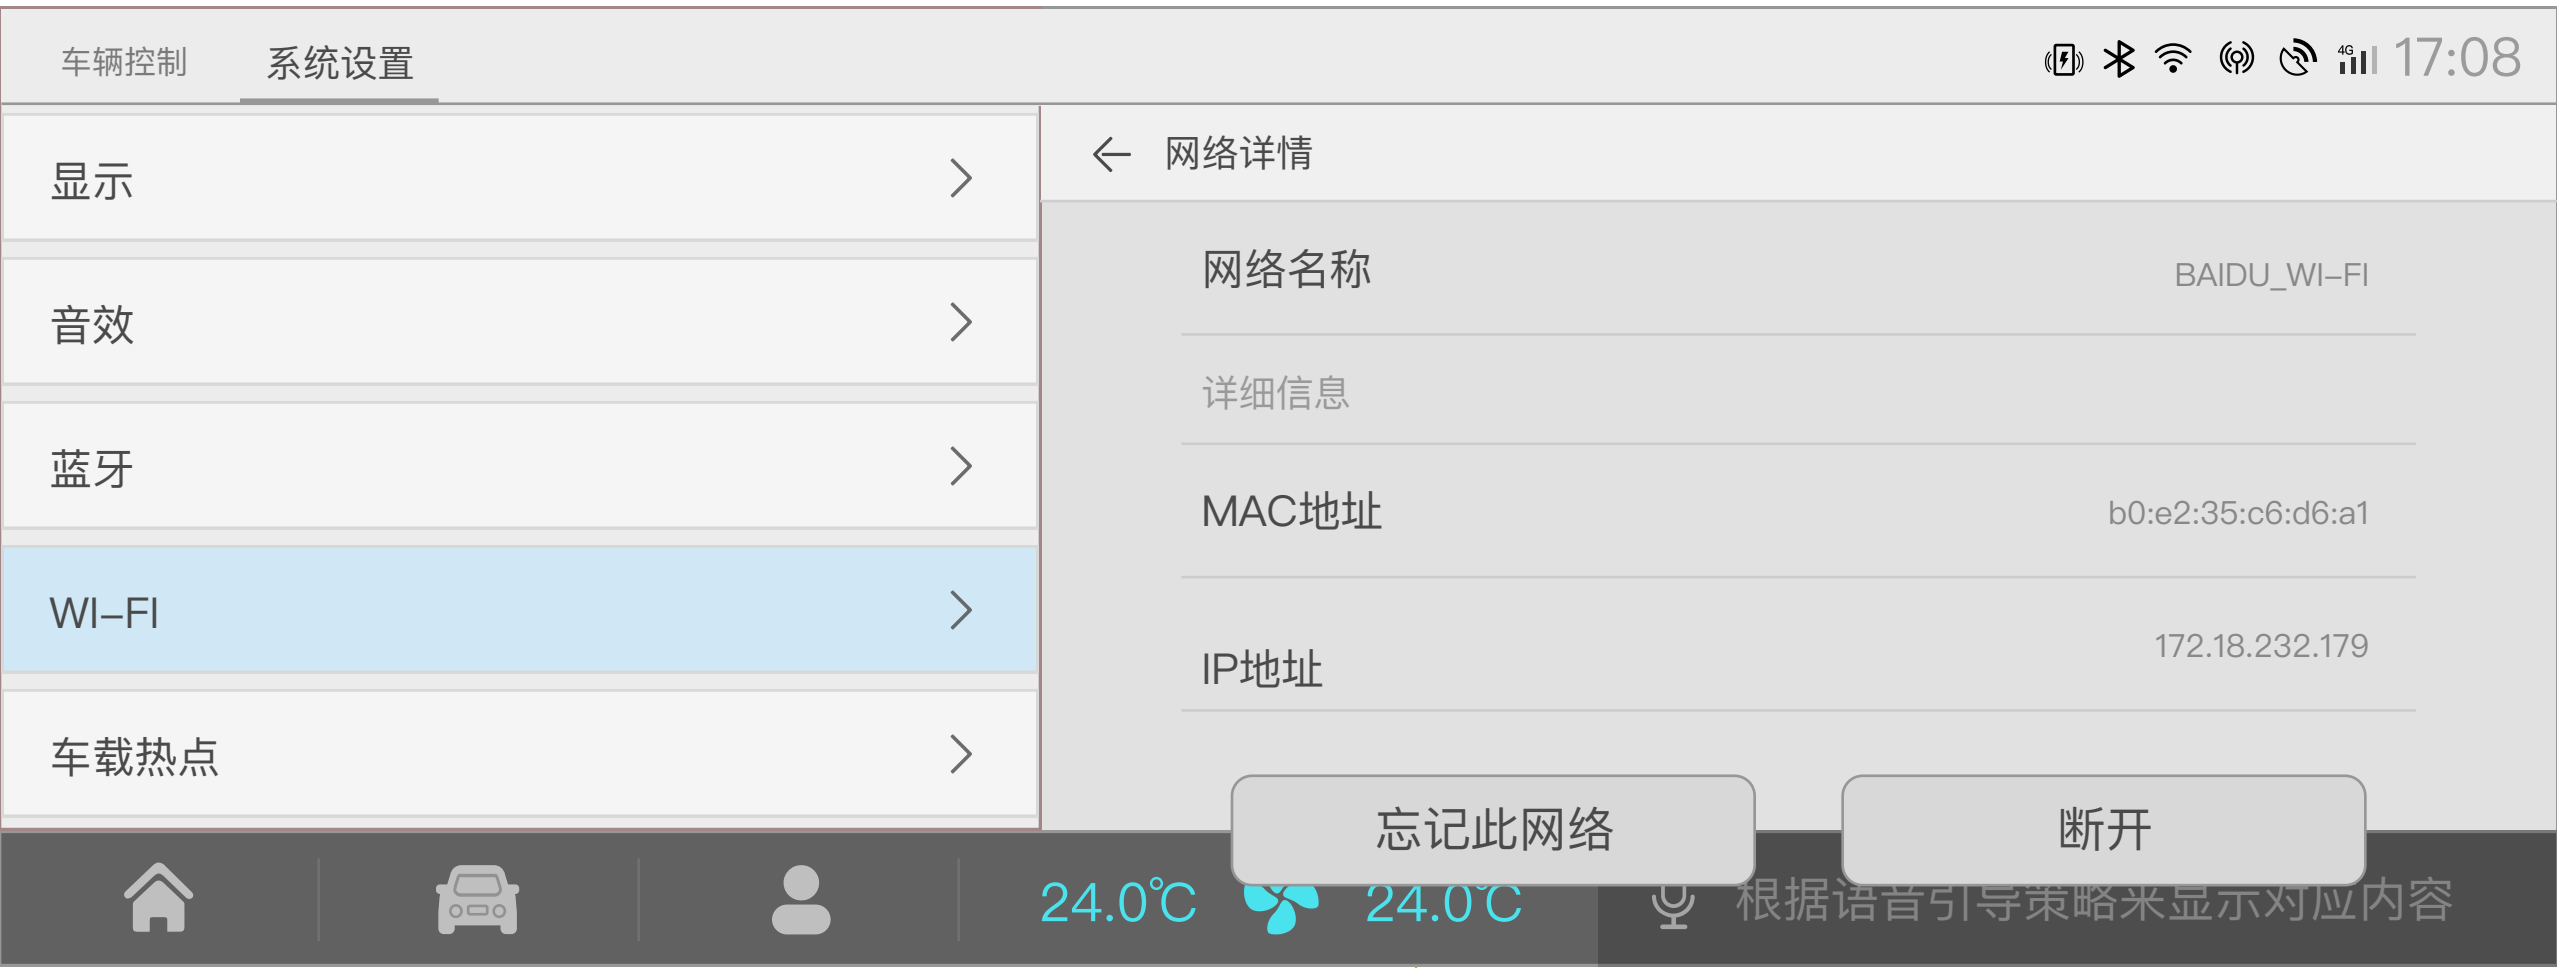 车辆控制
系统设置
4G
17:08
显示
音效
蓝牙
WI-FI
车载热点
网络详情
网络名称
BAIDU_WI-FI
详细信息
MAC地址
b0:e2:35:c6:d6:a1
IP地址
172.18.232.179
忘记此网络
断开
24.0℃
24.0℃
根据语音引导策略来显示对应内容